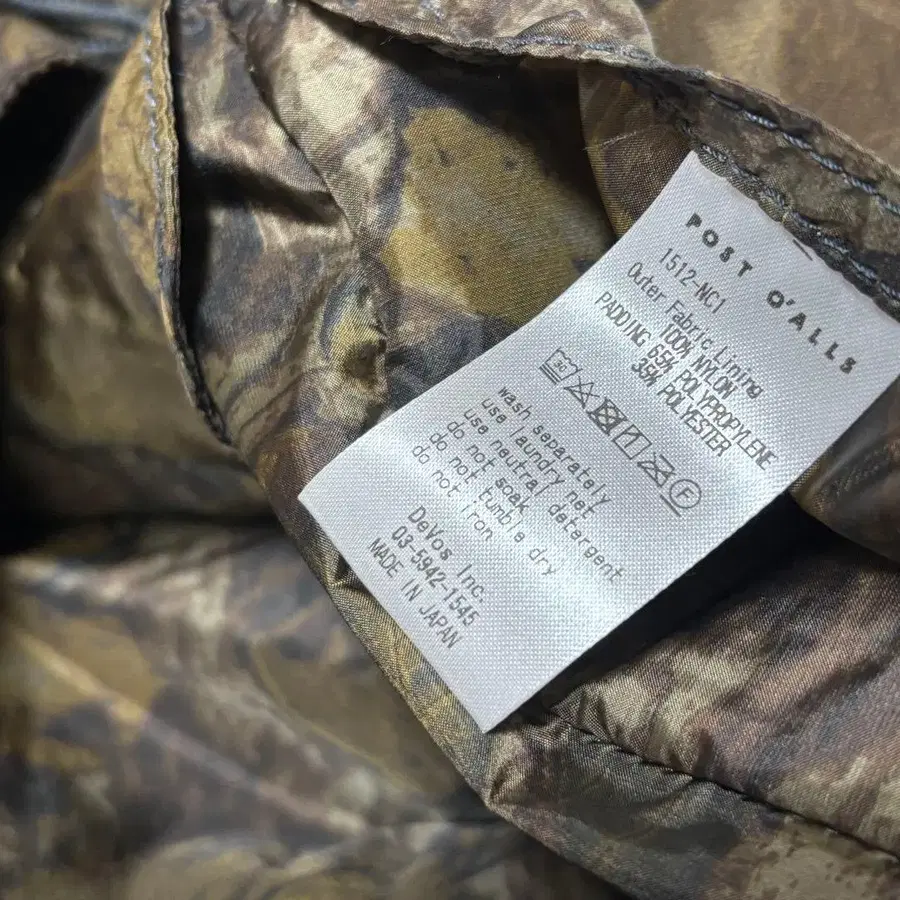 POST O'ALLS
1512-NC1
Outer Fabric,Lining
100% NYLON
PADDING 65% POLYPROPYLENE
35% POLYESTER
wash separately
use laundry net
use neutral detergent
do not soak
do not tumble dry
do not iron
DeVos Inc.
03-5942-1545
MADE IN JAPAN